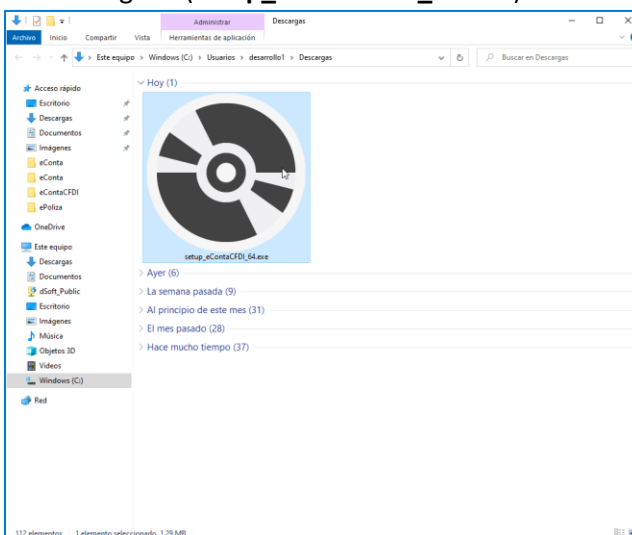 Administrar
Descargas
Archivo
Inicio
Compartir
Vista
Herramientas de aplicación
Este equipo > Windows (C:) > Usuarios > desarrollo1 > Descargas
Buscar en Descargas
Acceso rápido
Escritorio
Descargas
Documentos
Imágenes
eConta
eConta
eContaCFDI
ePoliza
OneDrive
Este equipo
Descargas
Documentos
dSoft_Public
Escritorio
Imágenes
Música
Objetos 3D
Videos
Windows (C:)
Red
Hoy (1)
setup_eContaCFDI_64.exe
Ayer (6)
La semana pasada (9)
Al principio de este mes (31)
El mes pasado (28)
Hace mucho tiempo (37)
112 elementos
1 elemento seleccionado 1.29 MB